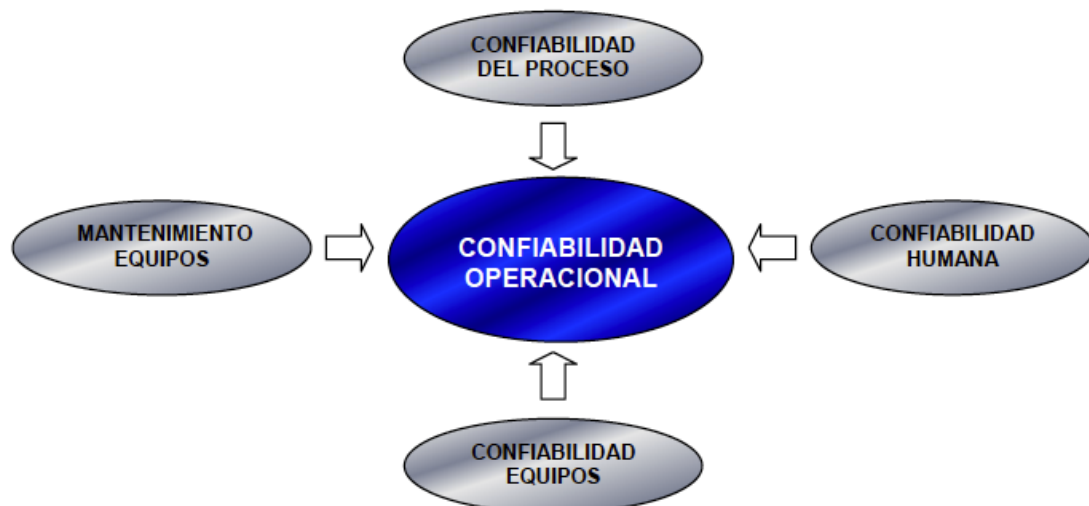 CONFIABILIDAD
DEL PROCESO
MANTENIMIENTO
EQUIPOS
CONFIABILIDAD
OPERACIONAL
CONFIABILIDAD
HUMANA
CONFIABILIDAD
EQUIPOS